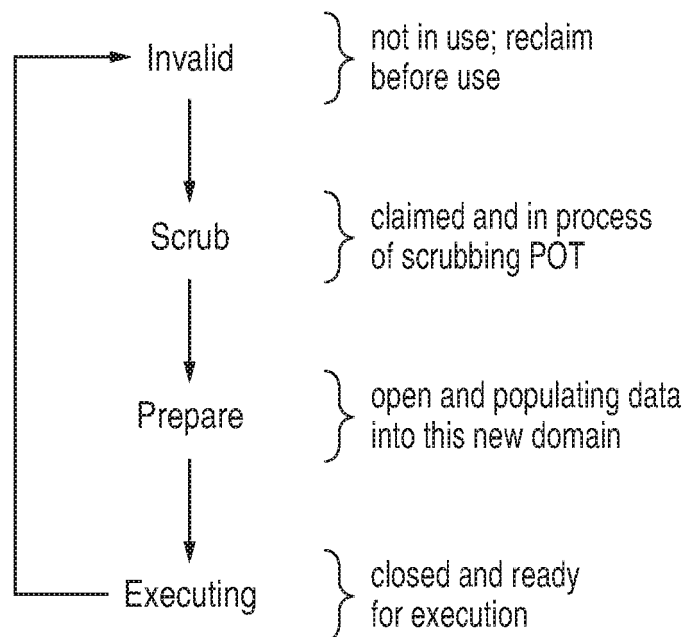 Invalid
not in use; reclaim
before use
Scrub
claimed and in process
of scrubbing POT
Prepare
open and populating data
into this new domain
Executing
closed and ready
for execution